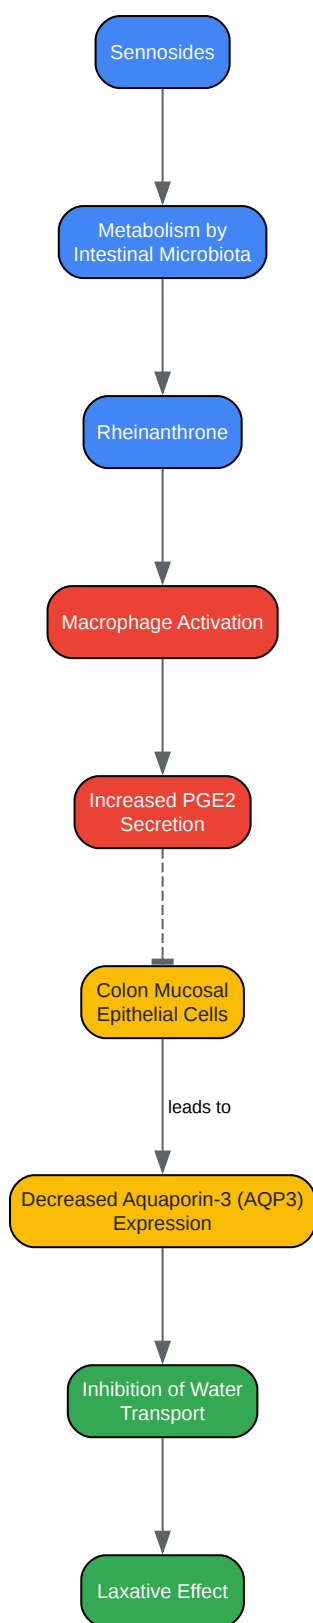 Sennosides
Metabolism by
Intestinal Microbiota
Rheinanthrone
Macrophage Activation
Increased PGE2
Secretion
Colon Mucosal
Epithelial Cells
leads to
Decreased Aquaporin-3 (AQP3)
Expression
Inhibition of Water
Transport
Laxative Effect